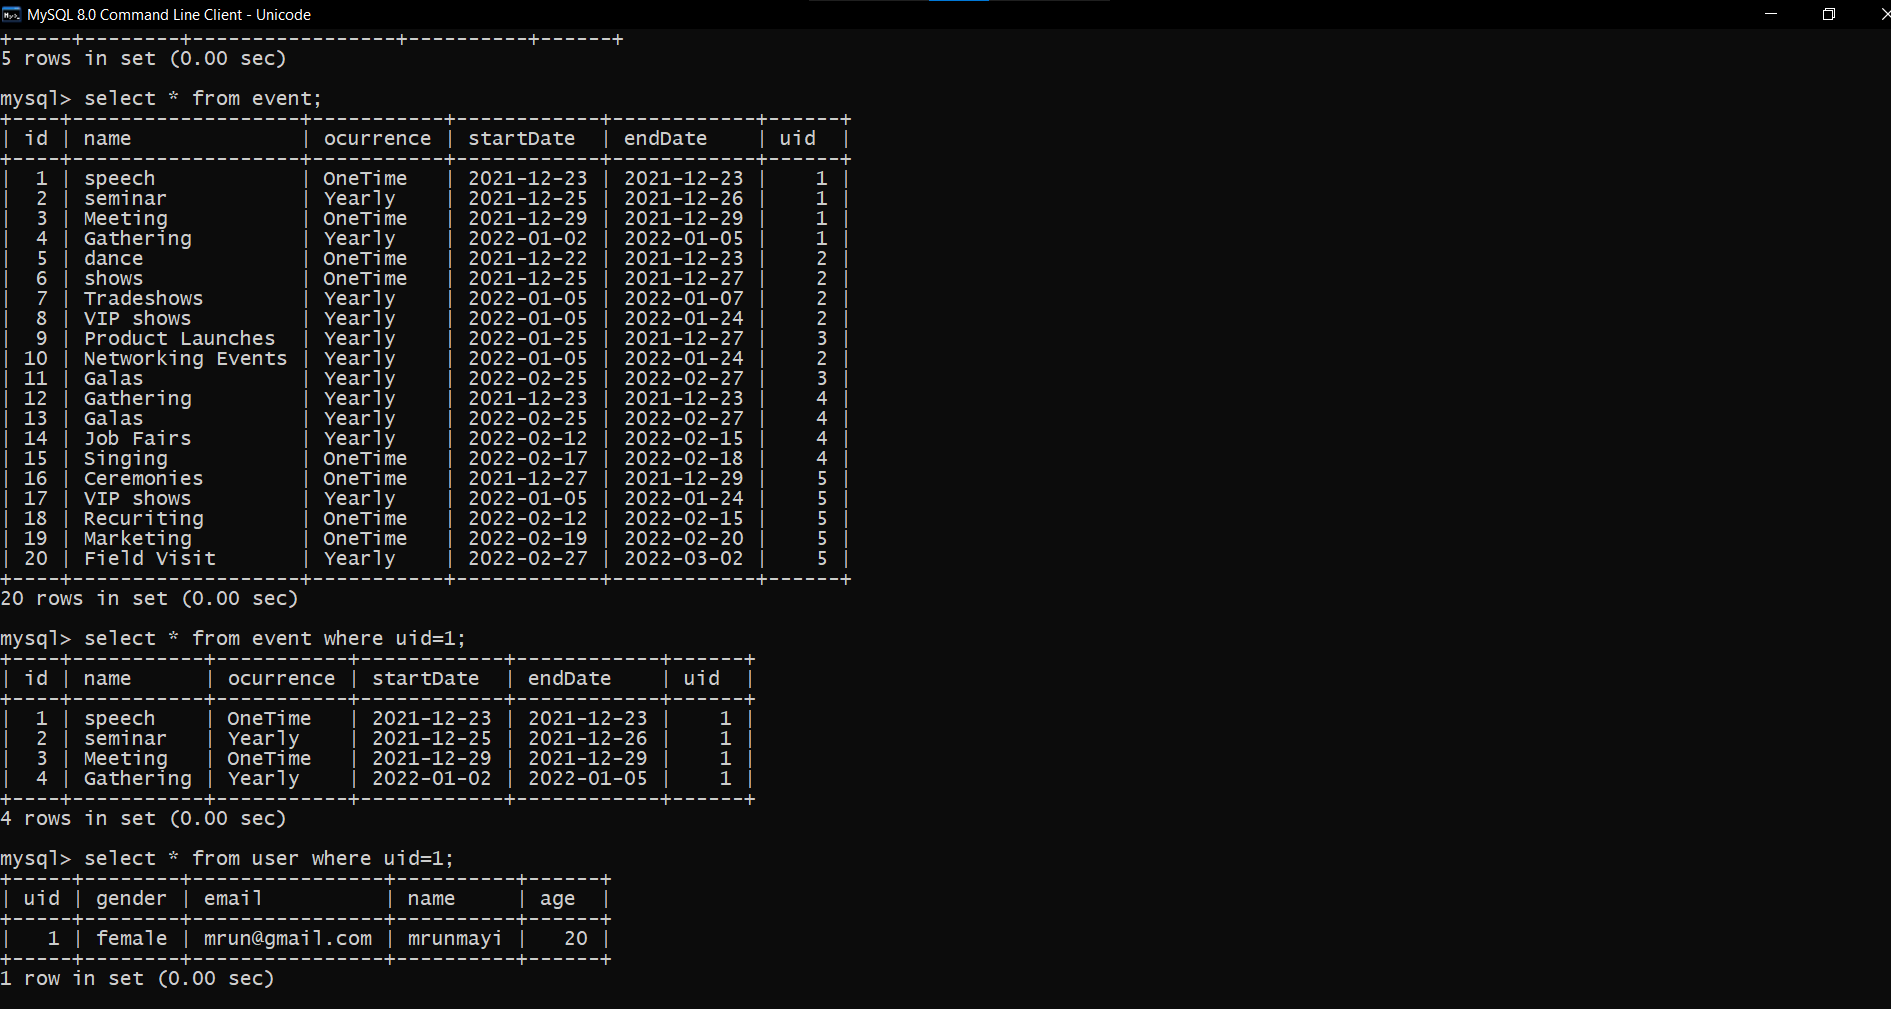 MySQL 8.0 Command Line Client - Unicode
+-----+--------+-----------------+----------+------+
5 rows in set (0.00 sec)
mysql> select * from event;
+----+-------------------+-----------+------------+------------+------+
| id | name              | ocurrence | startDate  | endDate    | uid  |
+----+-------------------+-----------+------------+------------+------+
|  1 | speech            | OneTime   | 2021-12-23 | 2021-12-23 |    1 |
|  2 | seminar           | Yearly    | 2021-12-25 | 2021-12-26 |    1 |
|  3 | Meeting           | OneTime   | 2021-12-29 | 2021-12-29 |    1 |
|  4 | Gathering         | Yearly    | 2022-01-02 | 2022-01-05 |    1 |
|  5 | dance             | OneTime   | 2021-12-22 | 2021-12-23 |    2 |
|  6 | shows             | OneTime   | 2021-12-25 | 2021-12-27 |    2 |
|  7 | Tradeshows        | Yearly    | 2022-01-05 | 2022-01-07 |    2 |
|  8 | VIP shows         | Yearly    | 2022-01-05 | 2022-01-24 |    2 |
|  9 | Product Launches  | Yearly    | 2022-01-25 | 2021-12-27 |    3 |
| 10 | Networking Events | Yearly    | 2022-01-05 | 2022-01-24 |    2 |
| 11 | Galas             | Yearly    | 2022-02-25 | 2022-02-27 |    3 |
| 12 | Gathering         | Yearly    | 2021-12-23 | 2021-12-23 |    4 |
| 13 | Galas             | Yearly    | 2022-02-25 | 2022-02-27 |    4 |
| 14 | Job Fairs         | Yearly    | 2022-02-12 | 2022-02-15 |    4 |
| 15 | Singing           | OneTime   | 2022-02-17 | 2022-02-18 |    4 |
| 16 | Ceremonies        | OneTime   | 2021-12-27 | 2021-12-29 |    5 |
| 17 | VIP shows         | Yearly    | 2022-01-05 | 2022-01-24 |    5 |
| 18 | Recuriting        | OneTime   | 2022-02-12 | 2022-02-15 |    5 |
| 19 | Marketing         | OneTime   | 2022-02-19 | 2022-02-20 |    5 |
| 20 | Field Visit       | Yearly    | 2022-02-27 | 2022-03-02 |    5 |
+----+-------------------+-----------+------------+------------+------+
20 rows in set (0.00 sec)
mysql> select * from event where uid=1;
+----+-----------+-----------+------------+------------+------+
| id | name      | ocurrence | startDate  | endDate    | uid  |
+----+-----------+-----------+------------+------------+------+
|  1 | speech    | OneTime   | 2021-12-23 | 2021-12-23 |    1 |
|  2 | seminar   | Yearly    | 2021-12-25 | 2021-12-26 |    1 |
|  3 | Meeting   | OneTime   | 2021-12-29 | 2021-12-29 |    1 |
|  4 | Gathering | Yearly    | 2022-01-02 | 2022-01-05 |    1 |
+----+-----------+-----------+------------+------------+------+
4 rows in set (0.00 sec)
mysql> select * from user where uid=1;
+-----+--------+----------------+----------+------+
| uid | gender | email          | name     | age  |
+-----+--------+----------------+----------+------+
|   1 | female | mrun@gmail.com | mrunmayi |   20 |
+-----+--------+----------------+----------+------+
1 row in set (0.00 sec)